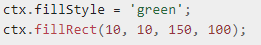 ctx.fillStyle = 'green';
ctx.fillRect(10, 10, 150, 100);